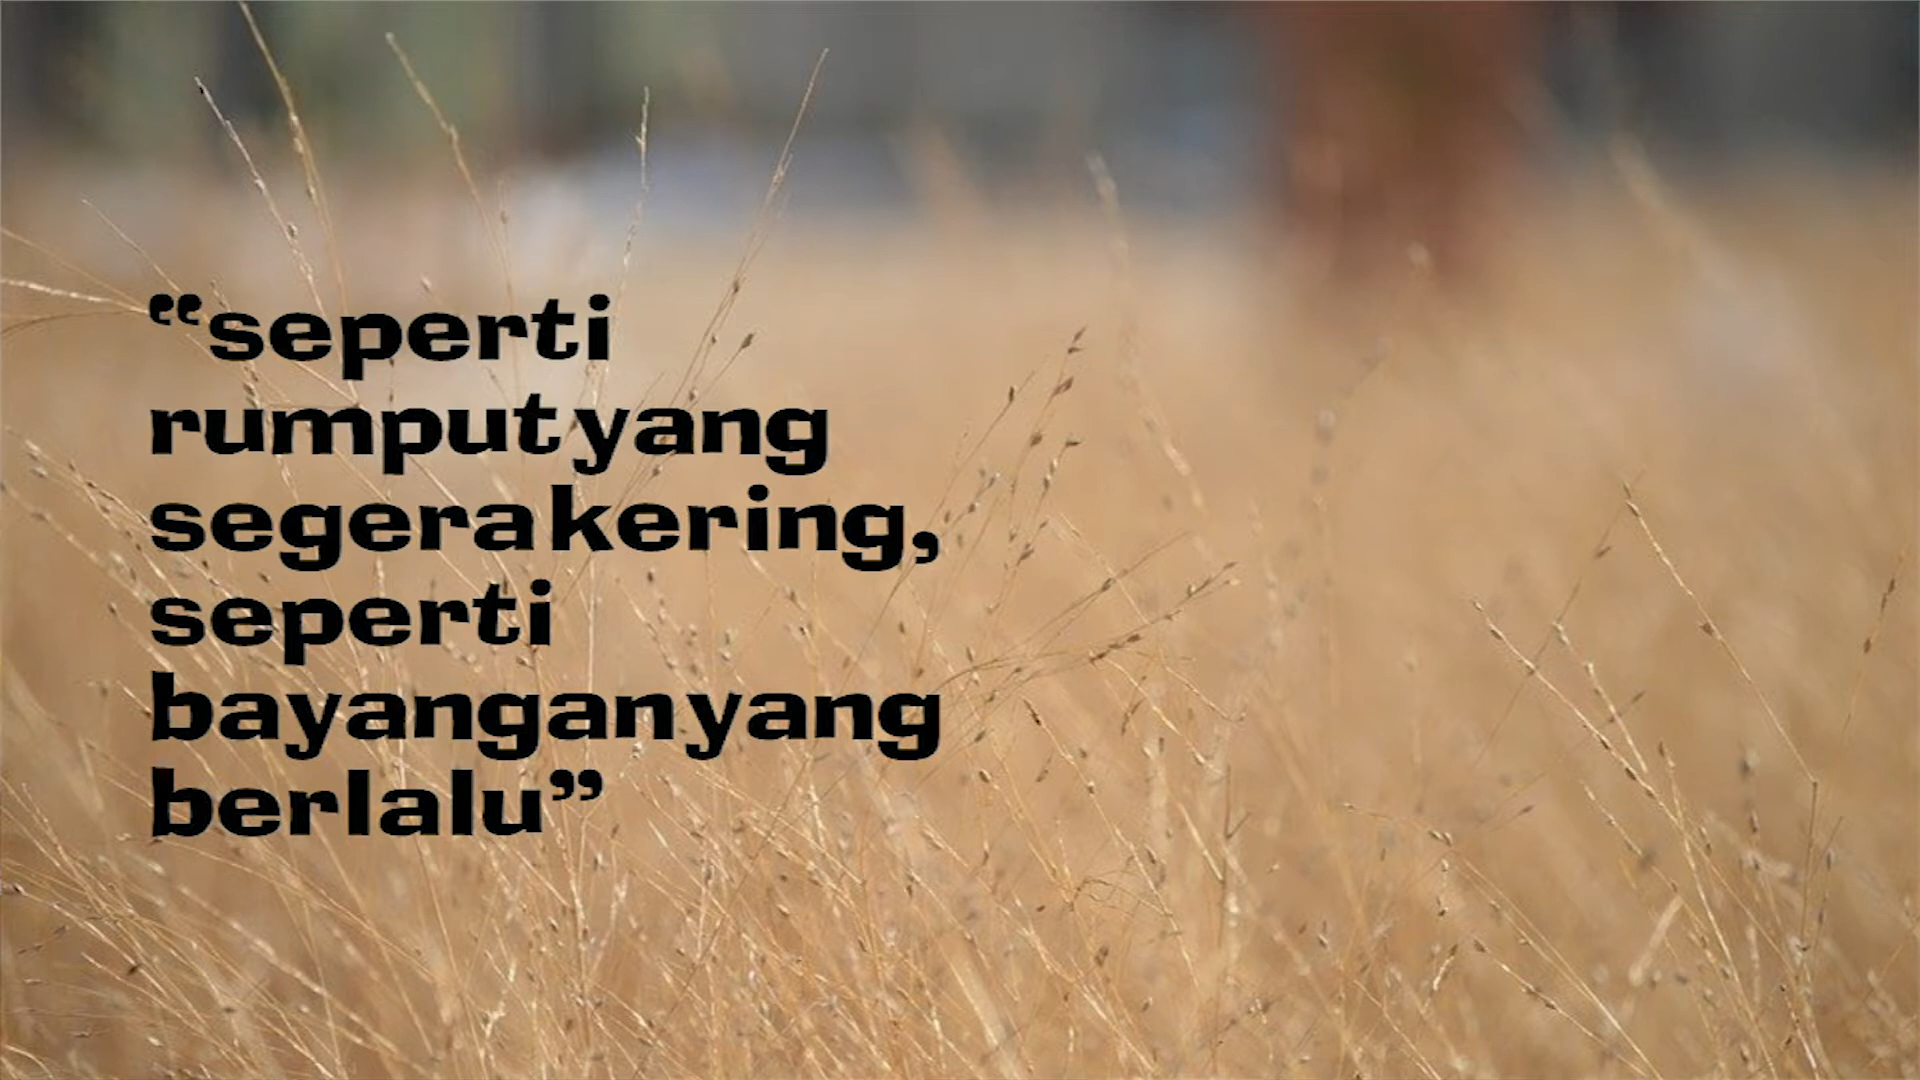 “seperti
rumput yang
segera kering,
seperti
bayangan yang
berlalu”